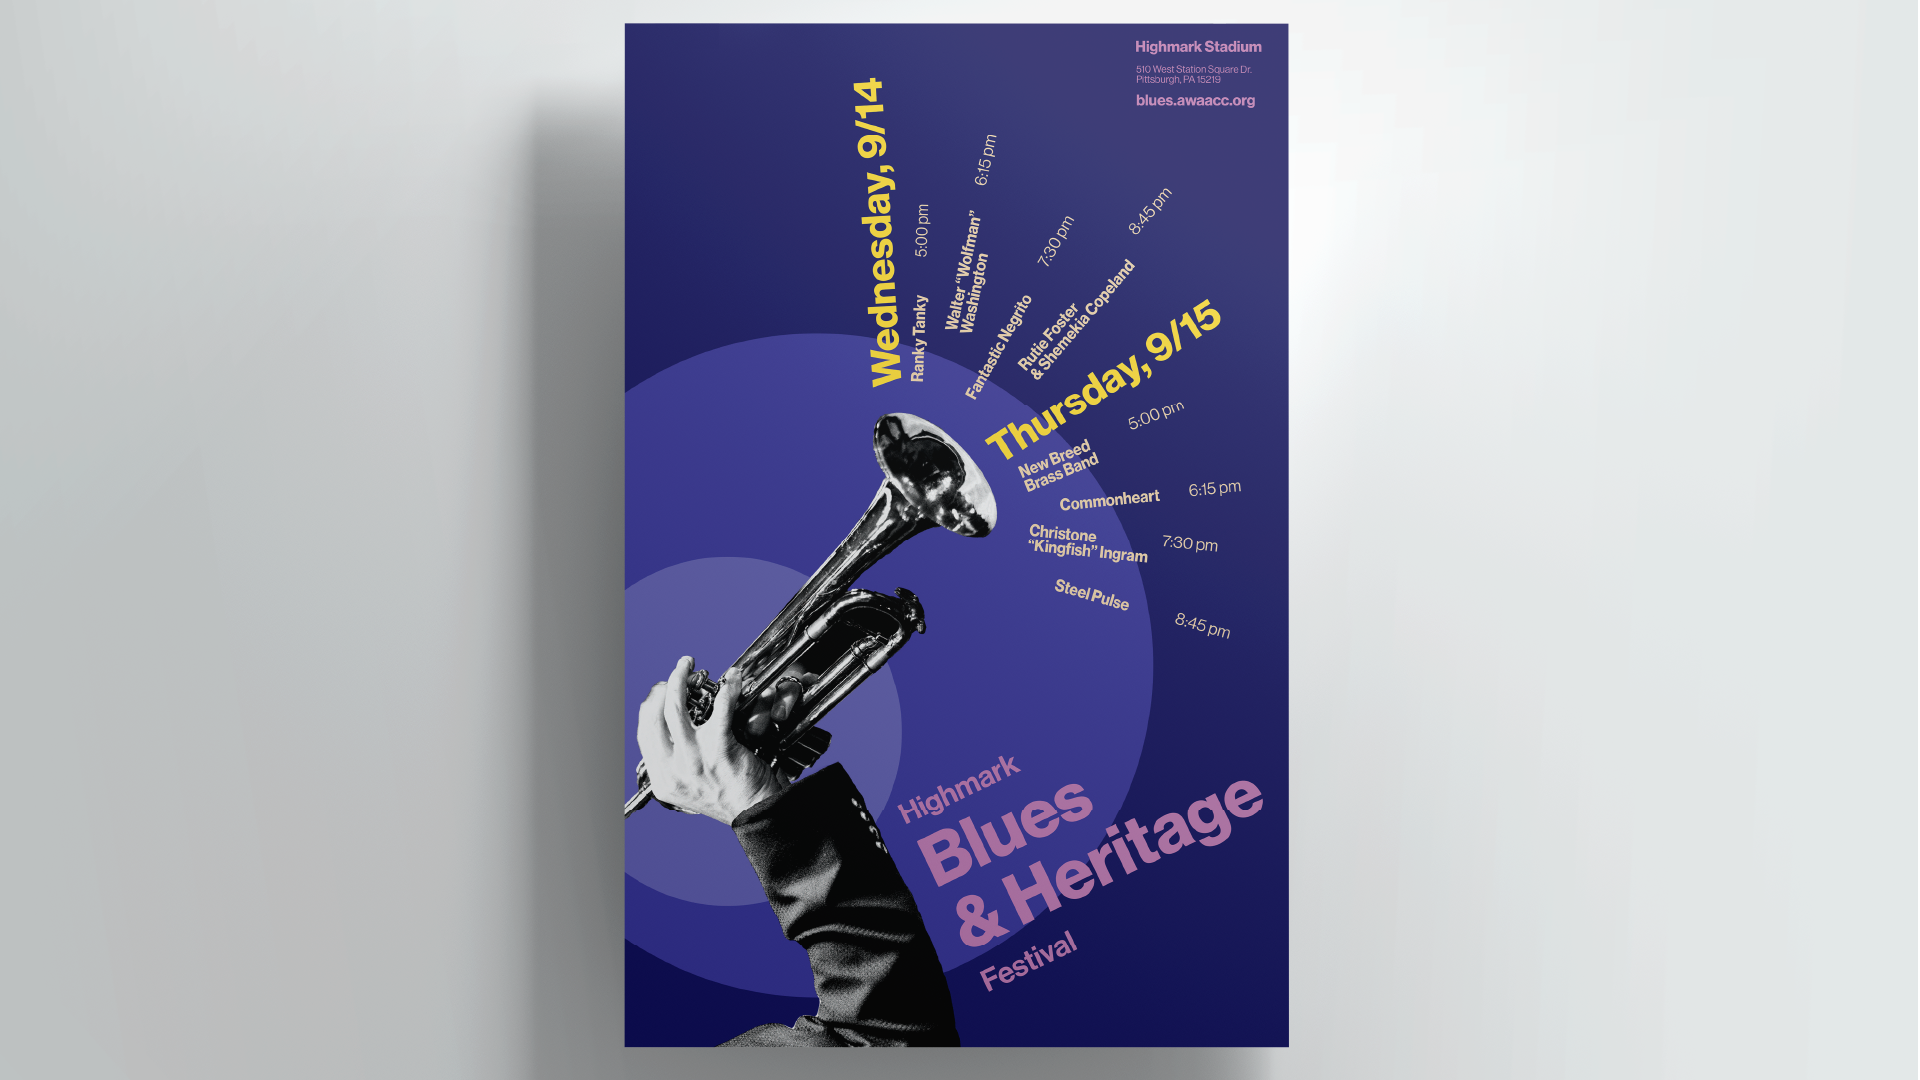 Highmark Stadium
510 West Station Square Dr.
Pittsburgh, PA 15219
blues.awaacc.org
Wednesday, 9/14
Ranky Tanky 5:00 pm
Walter “Wolfman”
Washington
6:15 pm
Fantastic Negrito 7:30 pm
Rutie Foster
& Shemekia Copeland
8:45 pm
Thursday, 9/15
New Breed
Brass Band
5:00 pm
Commonheart 6:15 pm
Christone
“Kingfish” Ingram
7:30 pm
Steel Pulse 8:45 pm
Highmark
Blues
& Heritage
Festival